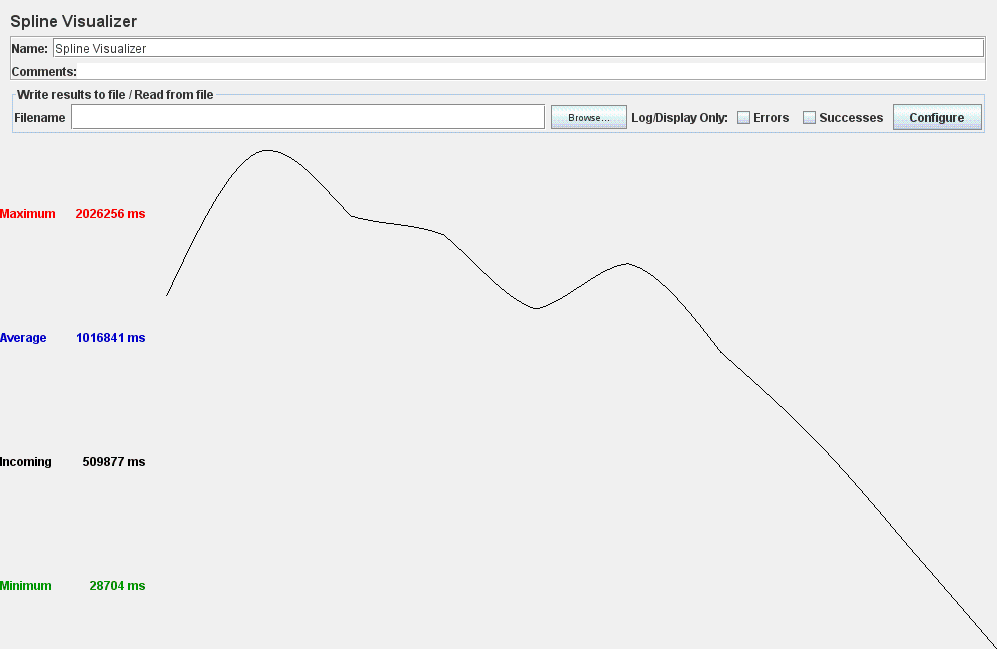 Spline Visualizer
Name: Spline Visualizer
Comments:
Write results to file / Read from file
Filename Browse... Log/Display Only: Errors Successes Configure
Maximum 2026256 ms
Average 1016841 ms
Incoming 509877 ms
Minimum 28704 ms